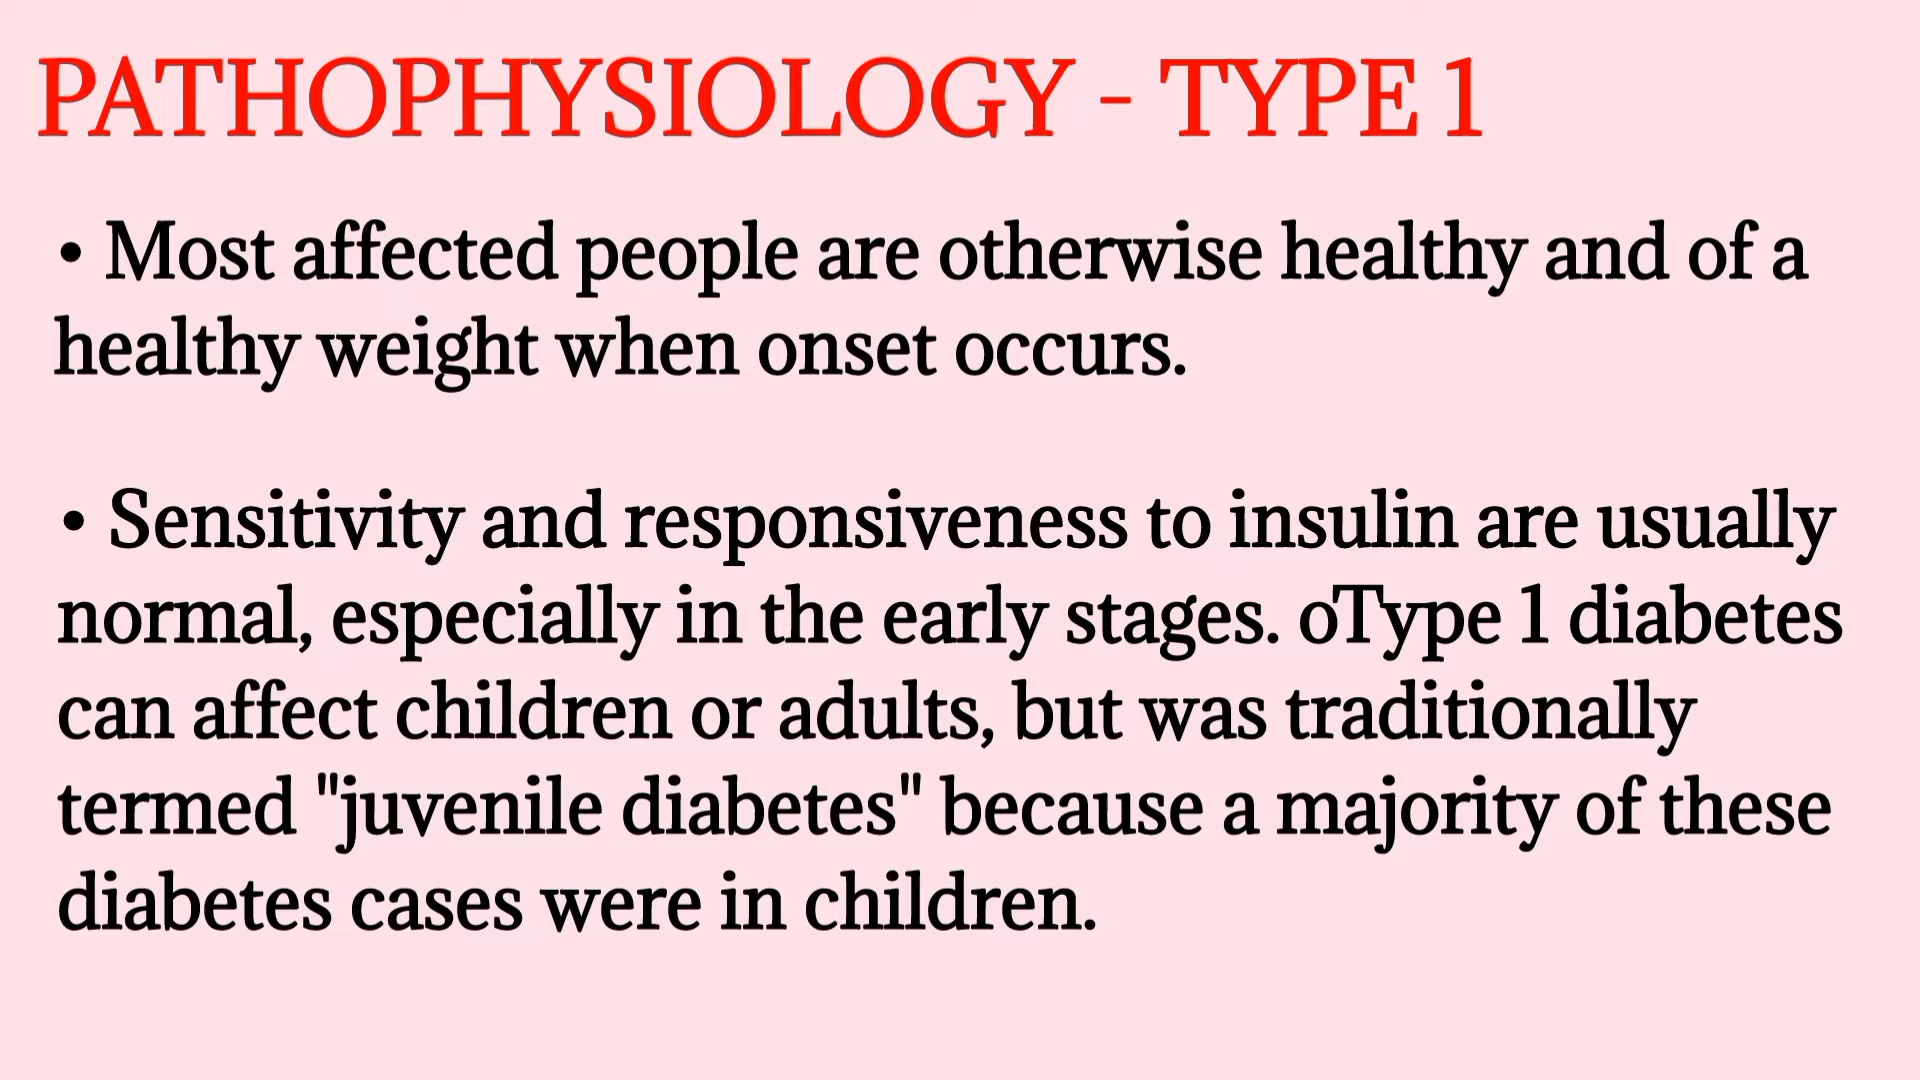 PATHOPHYSIOLOGY - TYPE 1
• Most affected people are otherwise healthy and of a
healthy weight when onset occurs.
• Sensitivity and responsiveness to insulin are usually
normal, especially in the early stages. oType 1 diabetes
can affect children or adults, but was traditionally
termed "juvenile diabetes" because a majority of these
diabetes cases were in children.